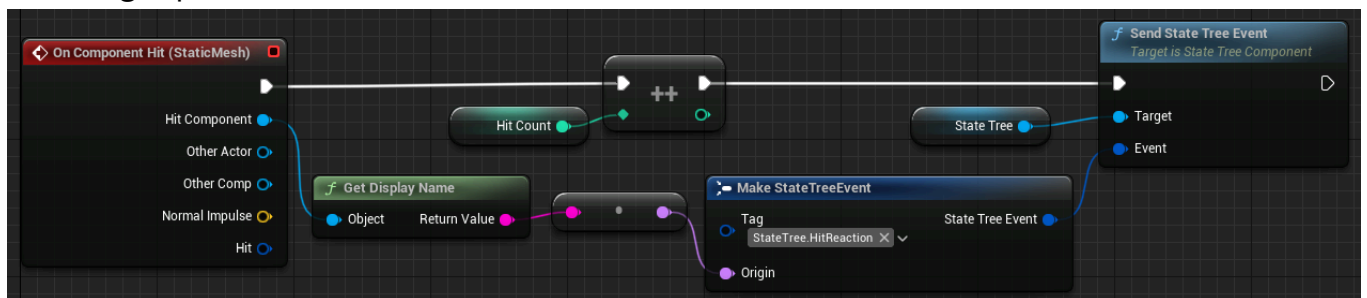 On Component Hit (StaticMesh)
Hit Component
Other Actor
Other Comp
Normal Impulse
Hit
Hit Count
++
Get Display Name
Object Return Value
Make StateTreeEvent
Tag State Tree Event
StateTree.HitReaction
Origin
State Tree
Send State Tree Event
Target is State Tree Component
Target
Event